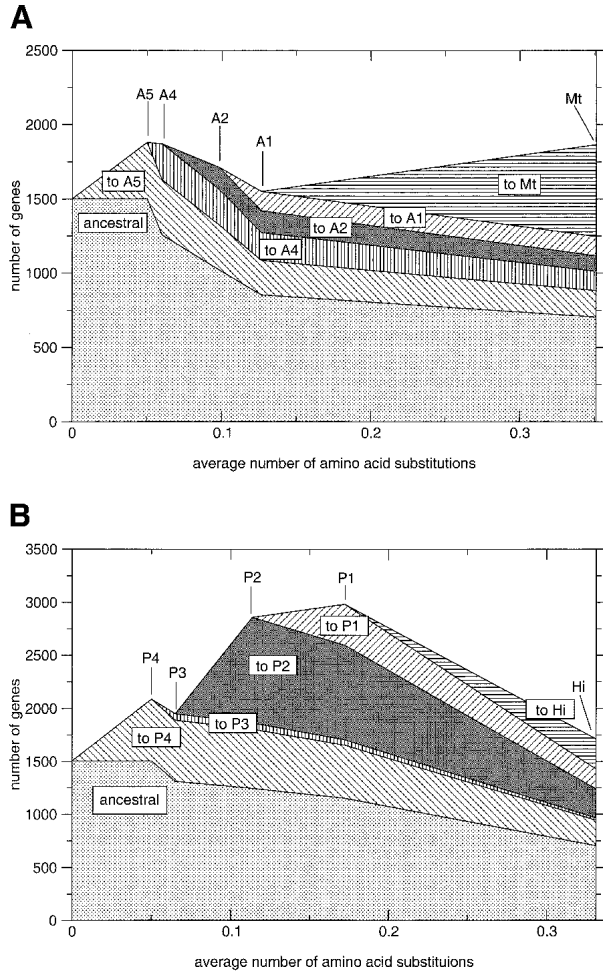 A
2500
2000
1500
1000
500
0
number of genes
A5
A4
A2
A1
Mt
to A5
ancestral
to Mt
to A1
to A2
to A4
0
0.1
0.2
0.3
average number of amino acid substitutions
B
3500
3000
2500
2000
1500
1000
500
0
number of genes
P4
P3
P2
P1
Hi
to P1
to P2
to P3
to P4
to Hi
ancestral
0
0.1
0.2
0.3
average number of amino acid substituions